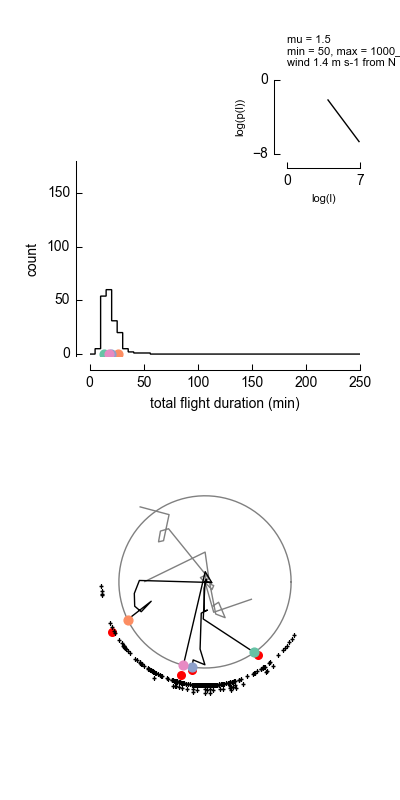 mu = 1.5
min = 50, max = 1000_
wind 1.4 m s-1 from N
0
log(p(l))
−8
0 7
log(l)
150
100
50
0
count
0 50 100 150 200 250
total flight duration (min)